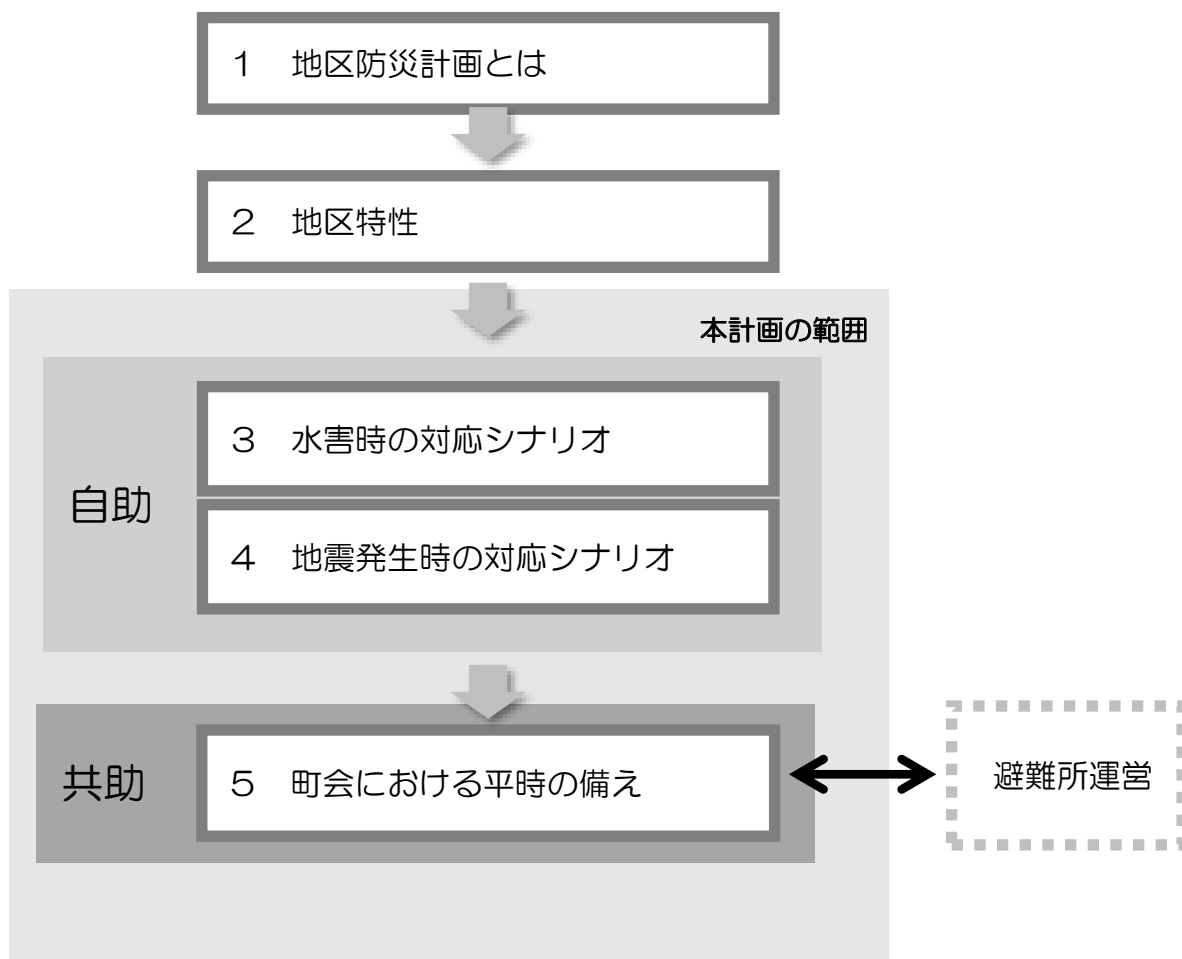 １　地区防災計画とは
２　地区特性
本計画の範囲
自助
３　水害時の対応シナリオ
４　地震発生時の対応シナリオ
共助
５　町会における平時の備え
避難所運営